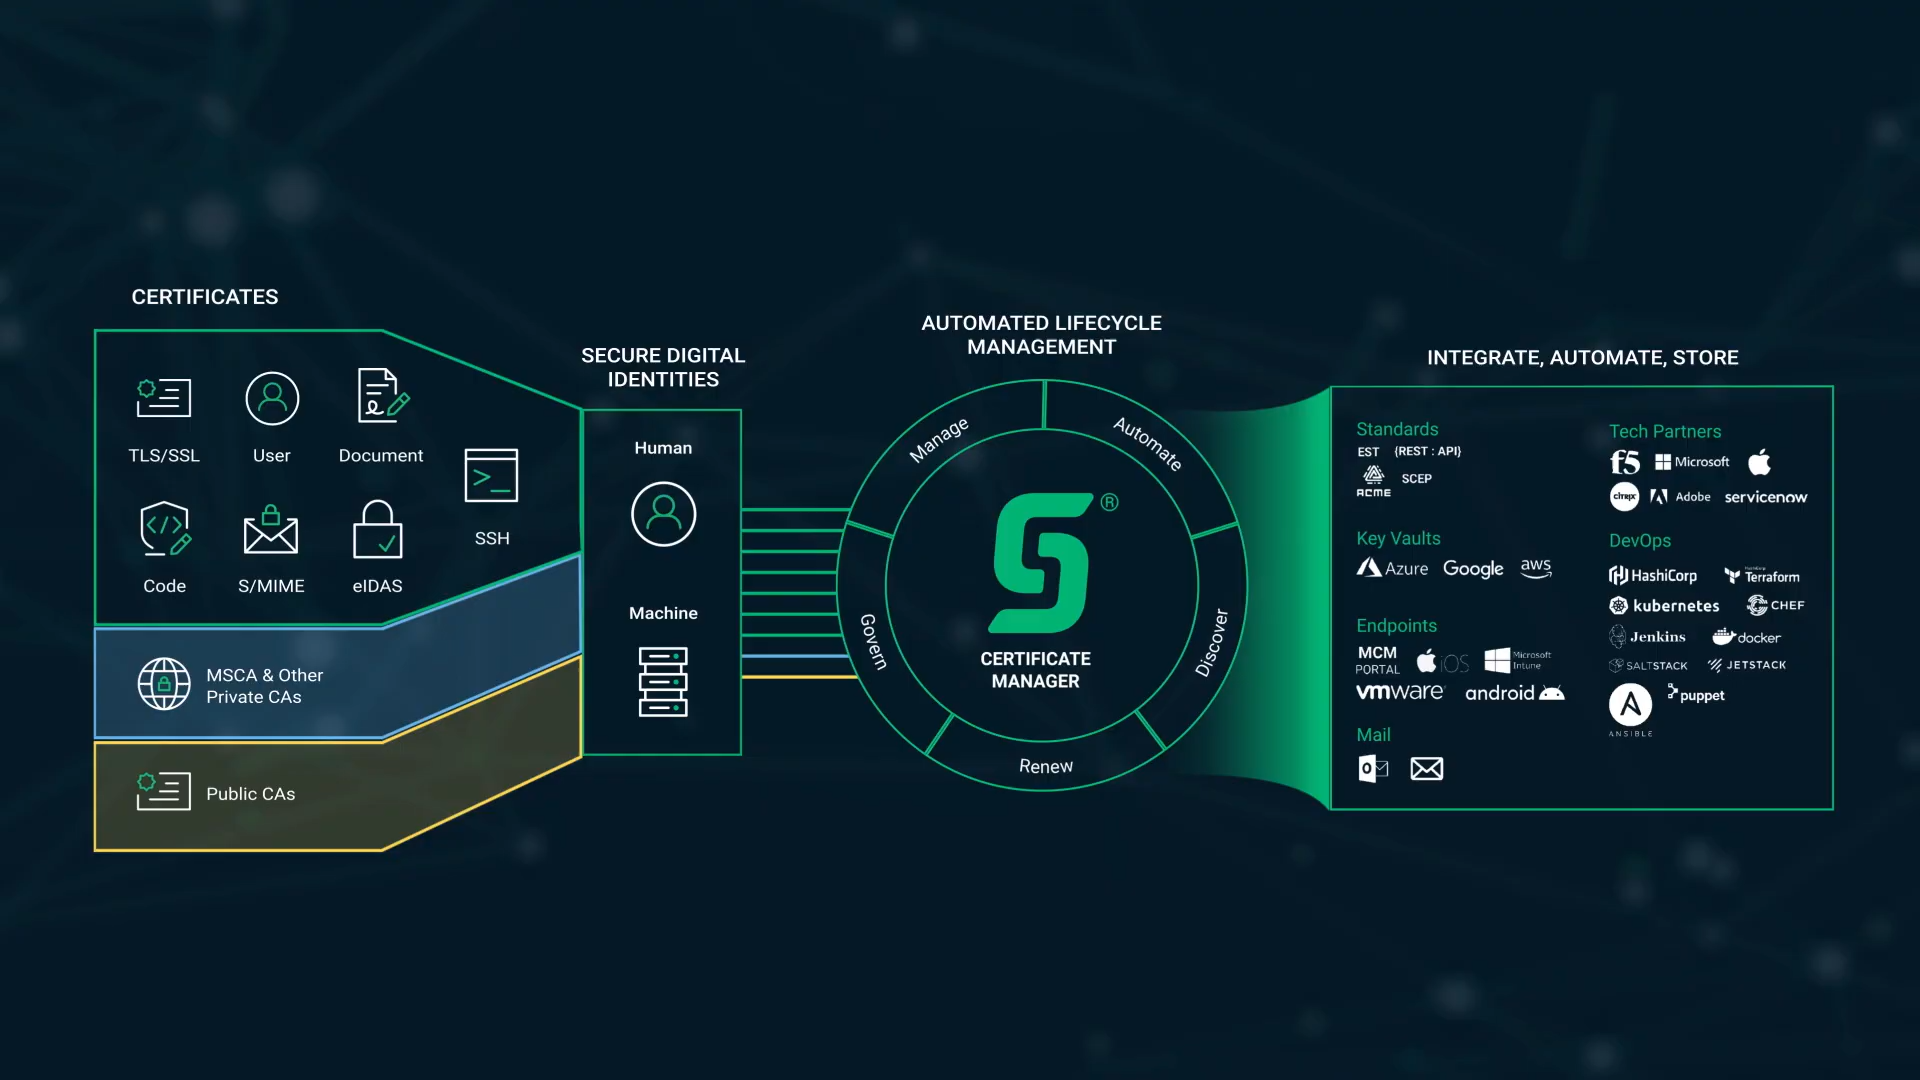 CERTIFICATES
TLS/SSL
User
Document
SSH
Code
S/MIME
eIDAS
MSCA & Other
Private CAs
Public CAs
SECURE DIGITAL
IDENTITIES
Human
Machine
AUTOMATED LIFECYCLE
MANAGEMENT
Manage
Automate
Discover
Renew
Govern
®
CERTIFICATE
MANAGER
INTEGRATE, AUTOMATE, STORE
Standards
EST {REST : API}
ACME SCEP
Key Vaults
Azure Google aws
Endpoints
MCM
PORTAL
iOS
Microsoft
Intune
vmware android
Mail
Tech Partners
f5 Microsoft
citrix Adobe servicenow
DevOps
HashiCorp
HashiCorp
Terraform
kubernetes CHEF
Jenkins docker
SALTSTACK JETSTACK
ANSIBLE
puppet